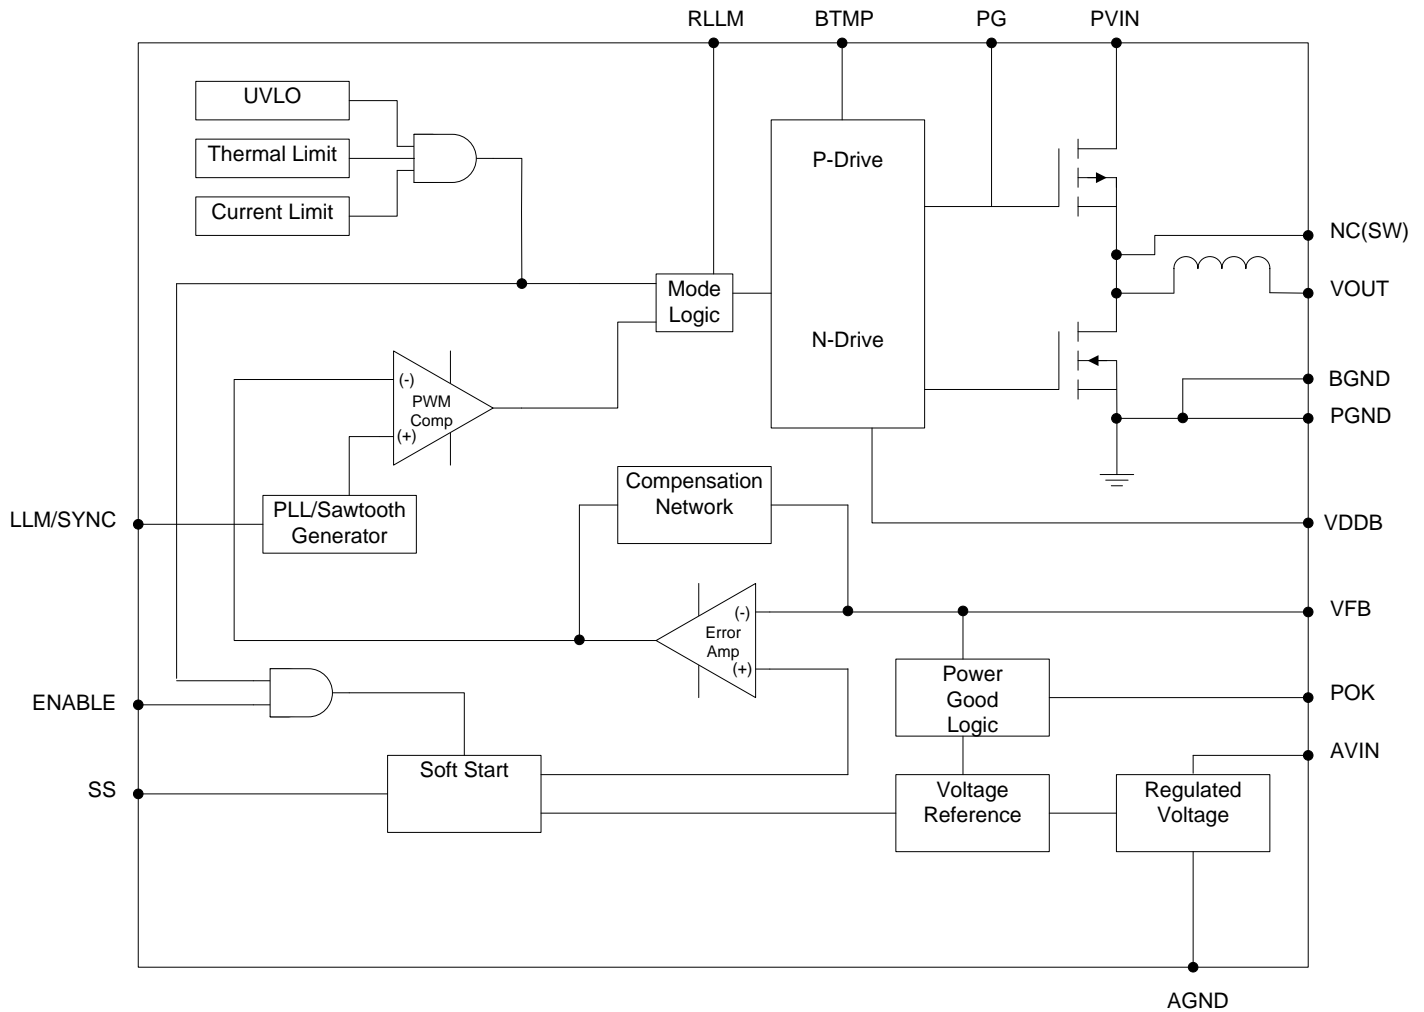 RLLM
BTMP
PG
PVIN
UVLO
Thermal Limit
Current Limit
P-Drive
N-Drive
NC(SW)
VOUT
Mode
Logic
BGND
PGND
(-)
PWM
Comp
(+)
LLM/SYNC
PLL/Sawtooth
Generator
Compensation
Network
VDDB
(-)
Error
Amp
(+)
VFB
ENABLE
Power
Good
Logic
POK
AVIN
SS
Soft Start
Voltage
Reference
Regulated
Voltage
AGND